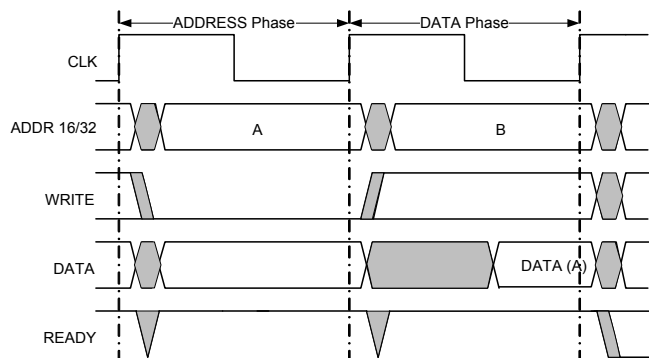 ADDRESS Phase DATA Phase
CLK
ADDR 16/32 A B
WRITE
DATA DATA (A)
READY